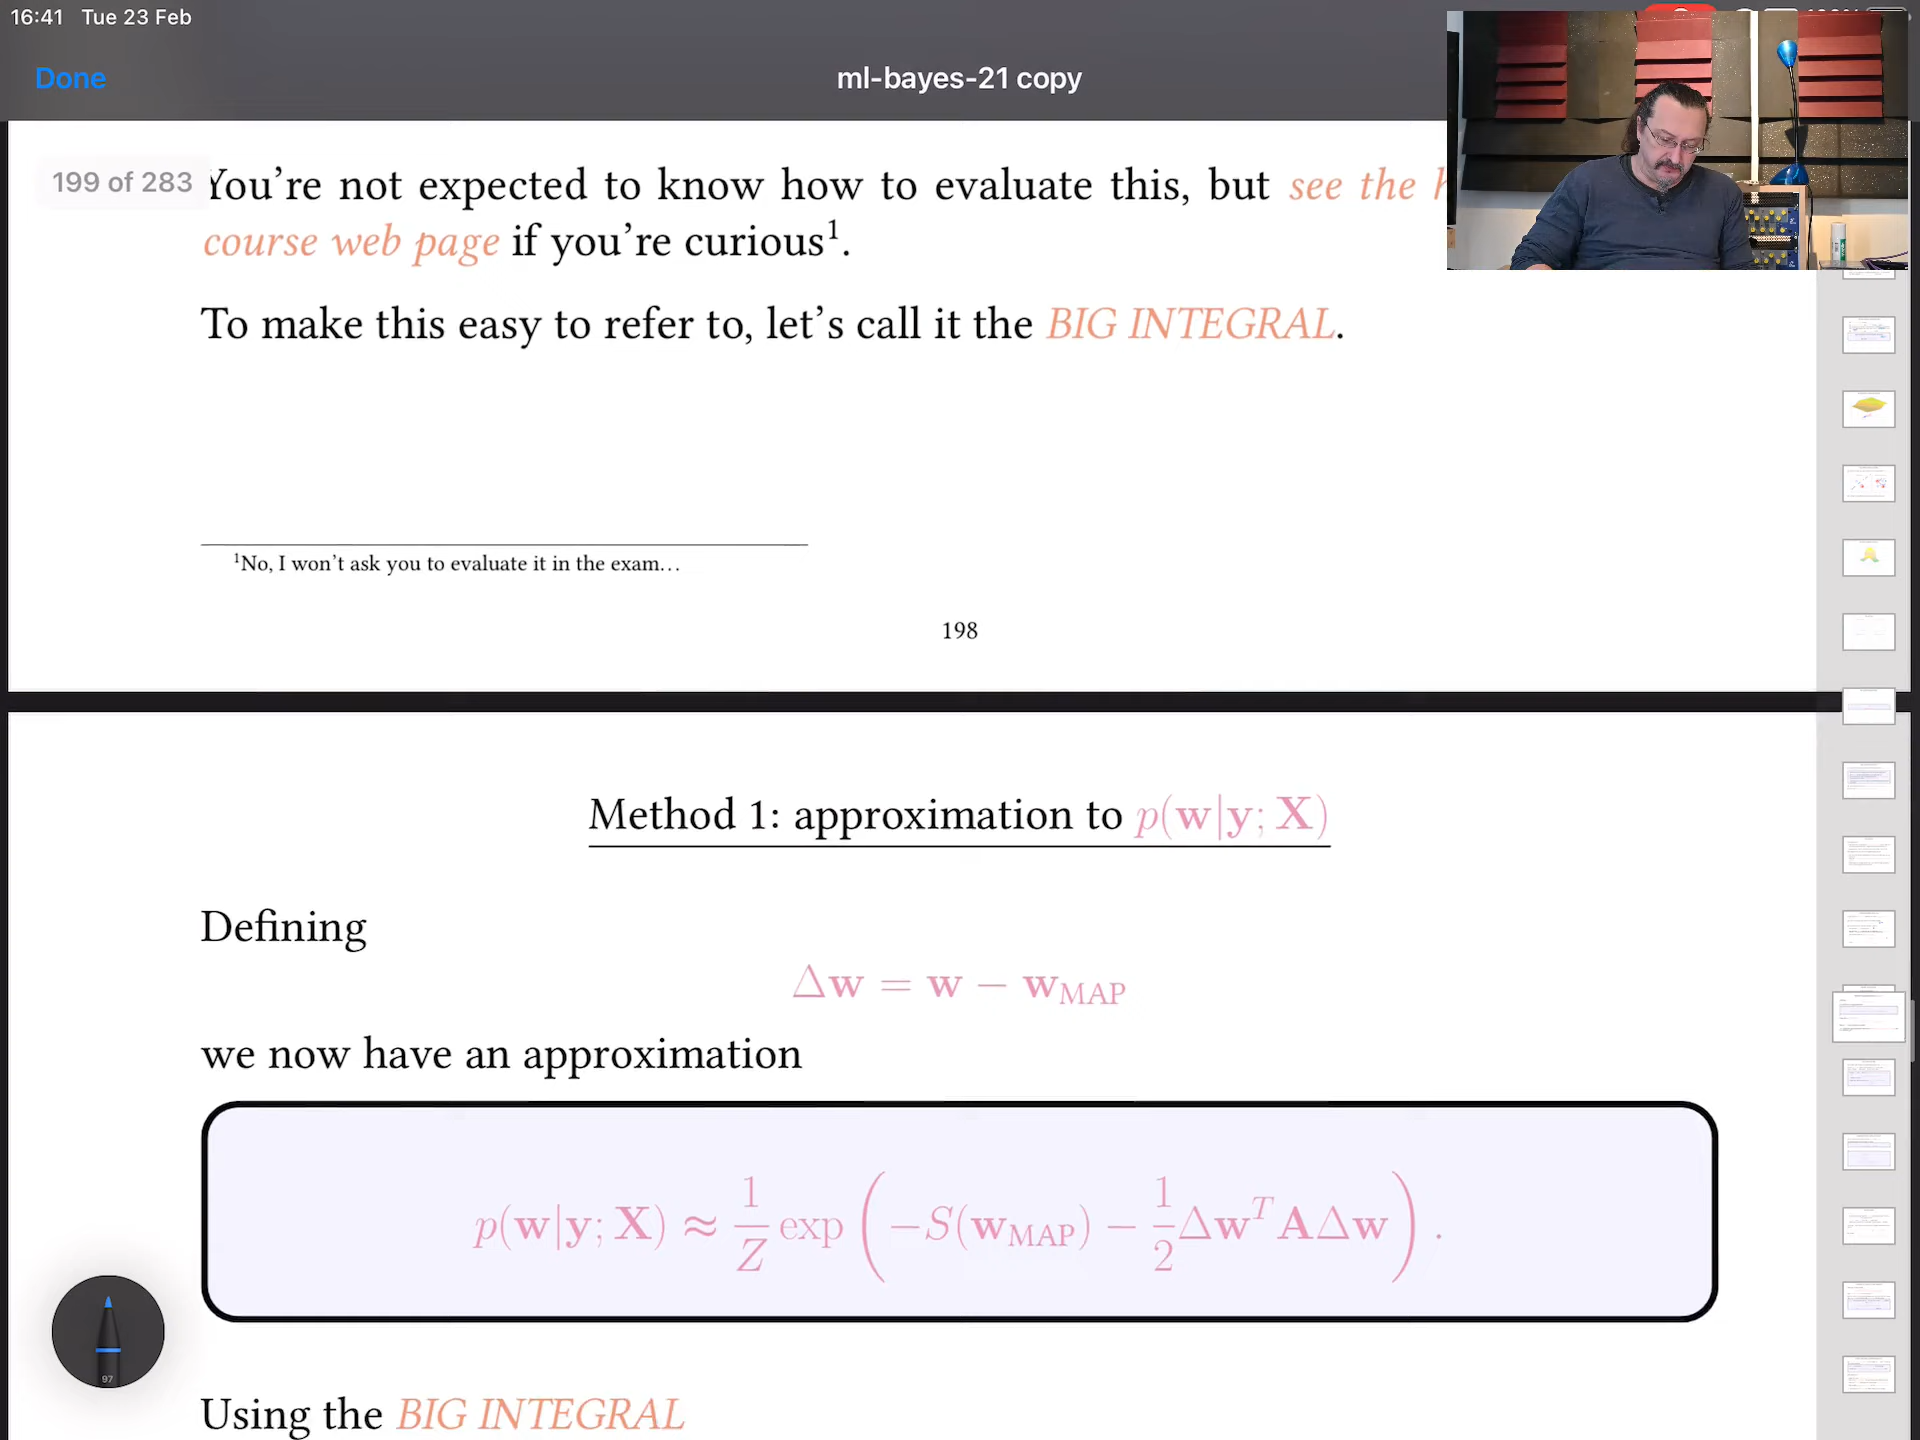 16:41 Tue 23 Feb
Done
ml-bayes-21 copy
199 of 283
You're not expected to know how to evaluate this, but see the
course web page if you're curious¹.
To make this easy to refer to, let's call it the BIG INTEGRAL.
¹No, I won't ask you to evaluate it in the exam…
198
Method 1: approximation to p(w|y; X)
Defining
Δw = w − w_MAP
we now have an approximation
p(w|y; X) ≈ 1/Z exp(−S(w_MAP) − 1/2 Δw^T AΔw).
Using the BIG INTEGRAL
97